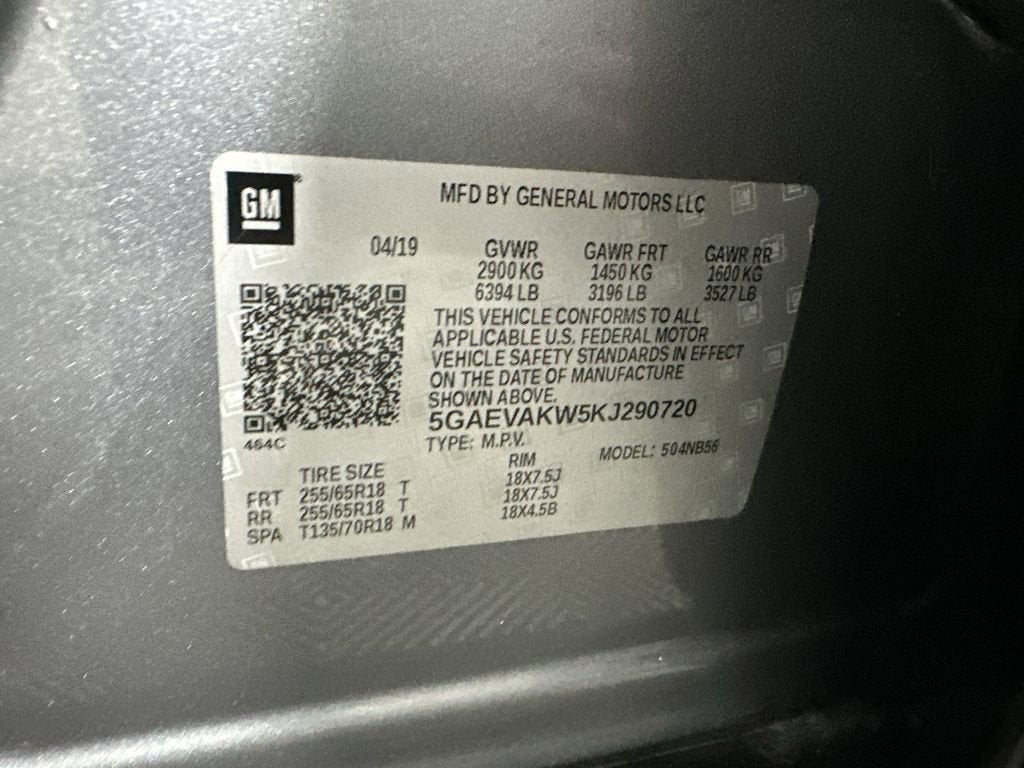 GM
MFD BY GENERAL MOTORS LLC
04/19 GVWR GAWR FRT GAWR RR
2900 KG 1450 KG 1600 KG
6394 LB 3196 LB 3527 LB
THIS VEHICLE CONFORMS TO ALL
APPLICABLE U.S. FEDERAL MOTOR
VEHICLE SAFETY STANDARDS IN EFFECT
ON THE DATE OF MANUFACTURE
SHOWN ABOVE.
5GAEVAKW5KJ290720
464C
TYPE: M.P.V. MODEL: 504NB56
TIRE SIZE RIM
FRT 255/65R18 T 18X7.5J
RR 255/65R18 T 18X7.5J
SPA T135/70R18 M 18X4.5B